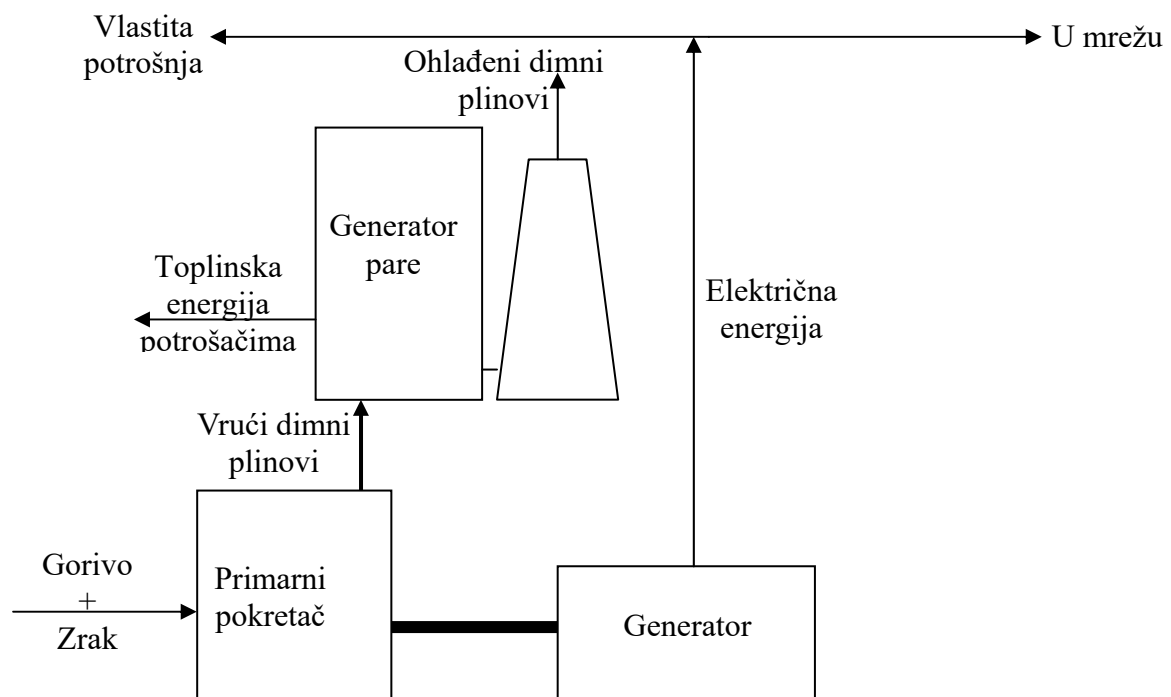 Vlastita
potrošnja
U mrežu
Ohlađeni dimni
plinovi
Generator
pare
Toplinska
energija
potrošačima
Električna
energija
Vrući dimni
plinovi
Gorivo
+
Zrak
Primarni
pokretač
Generator